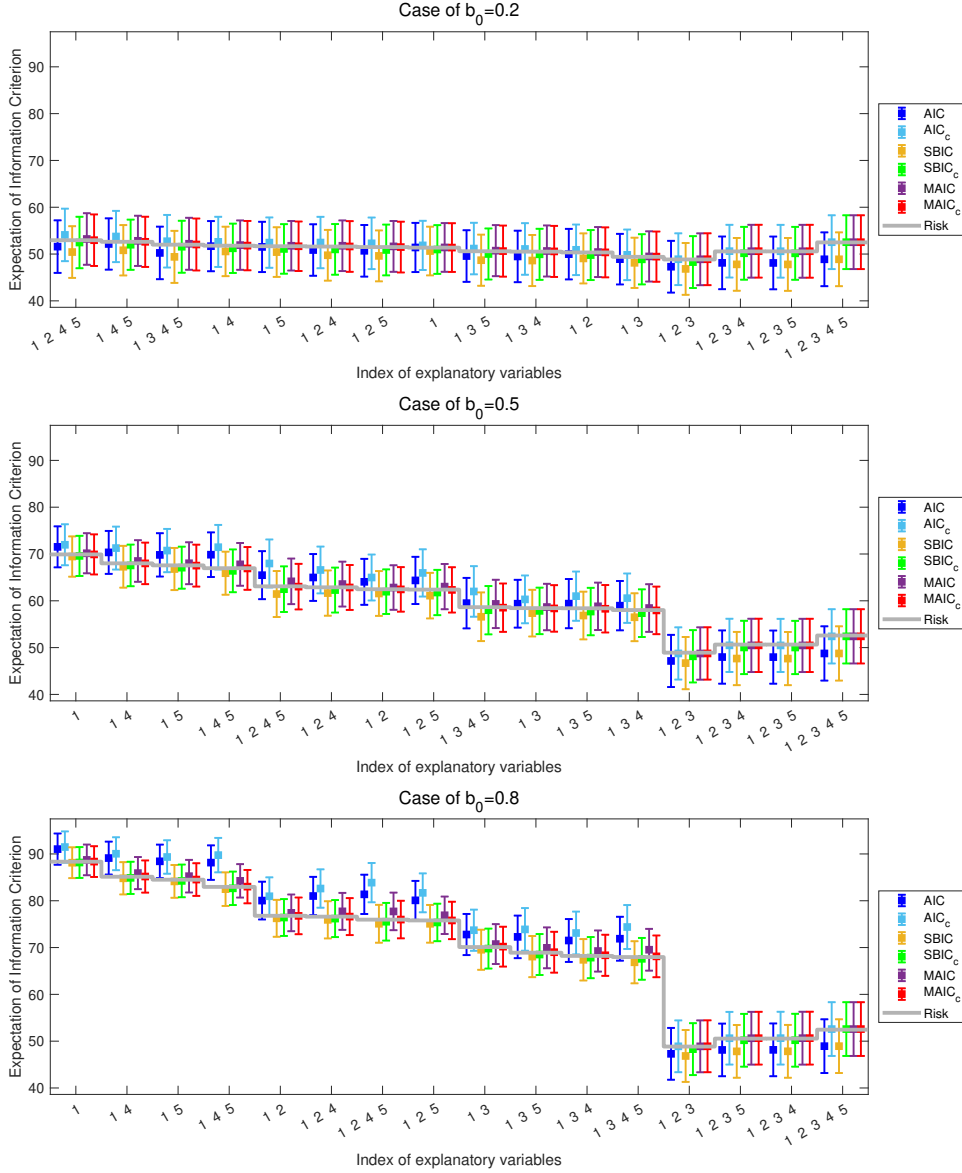 Case of b0=0.2
Expectation of Information Criterion
90
80
70
60
50
40
1 2 4 5
1 4 5
1 3 4 5
1 4
1 5
1 2 4
1 2 5
1
1 3 5
1 3 4
1 2
1 3
1 2 3
1 2 3 4
1 2 3 5
1 2 3 4 5
Index of explanatory variables
AIC
AICc
SBIC
SBICc
MAIC
MAICc
Risk
Case of b0=0.5
Expectation of Information Criterion
90
80
70
60
50
40
1
1 4
1 5
1 4 5
1 2 4 5
1 2 4
1 2
1 2 5
1 3 4 5
1 3
1 3 5
1 3 4
1 2 3
1 2 3 4
1 2 3 5
1 2 3 4 5
Index of explanatory variables
AIC
AICc
SBIC
SBICc
MAIC
MAICc
Risk
Case of b0=0.8
Expectation of Information Criterion
90
80
70
60
50
40
1
1 4
1 5
1 4 5
1 2
1 2 4
1 2 4 5
1 2 5
1 3
1 3 5
1 3 4
1 3 4 5
1 2 3
1 2 3 5
1 2 3 4
1 2 3 4 5
Index of explanatory variables
AIC
AICc
SBIC
SBICc
MAIC
MAICc
Risk